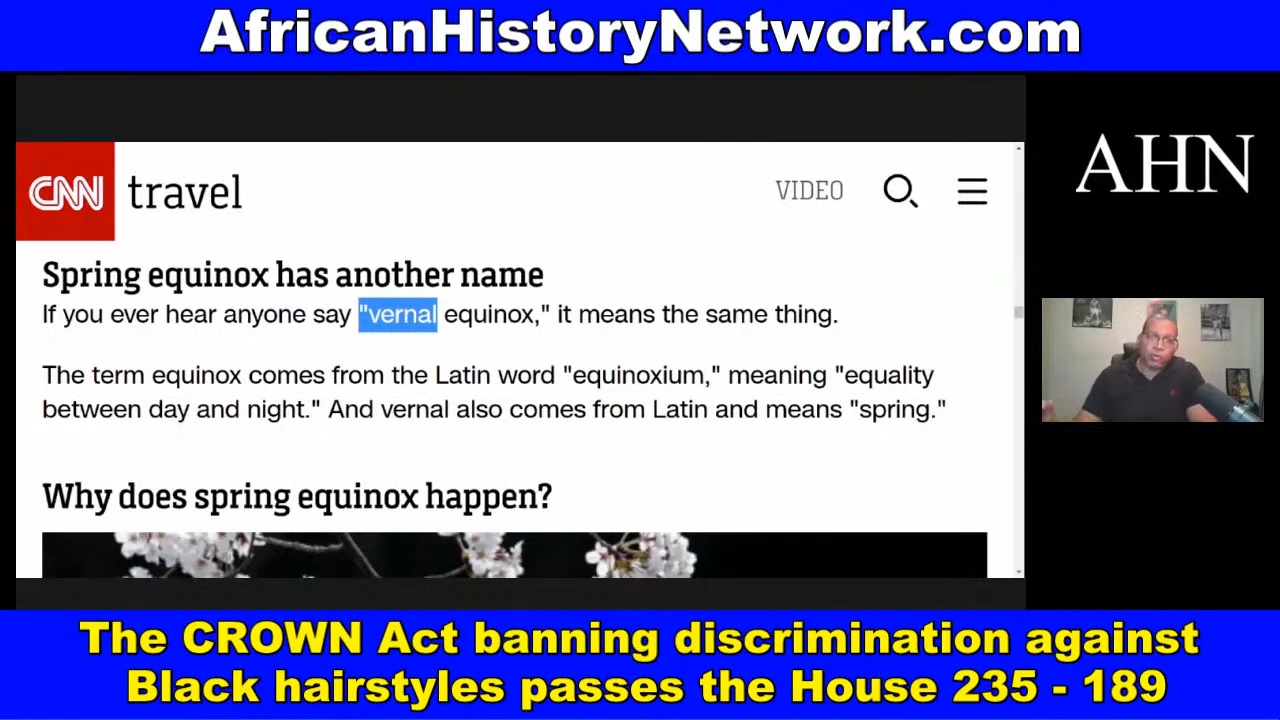 AfricanHistoryNetwork.com
CNN travel VIDEO
AHN
Spring equinox has another name
If you ever hear anyone say "vernal equinox," it means the same thing.
The term equinox comes from the Latin word "equinoxium," meaning "equality
between day and night." And vernal also comes from Latin and means "spring."
Why does spring equinox happen?
The CROWN Act banning discrimination against
Black hairstyles passes the House 235 - 189